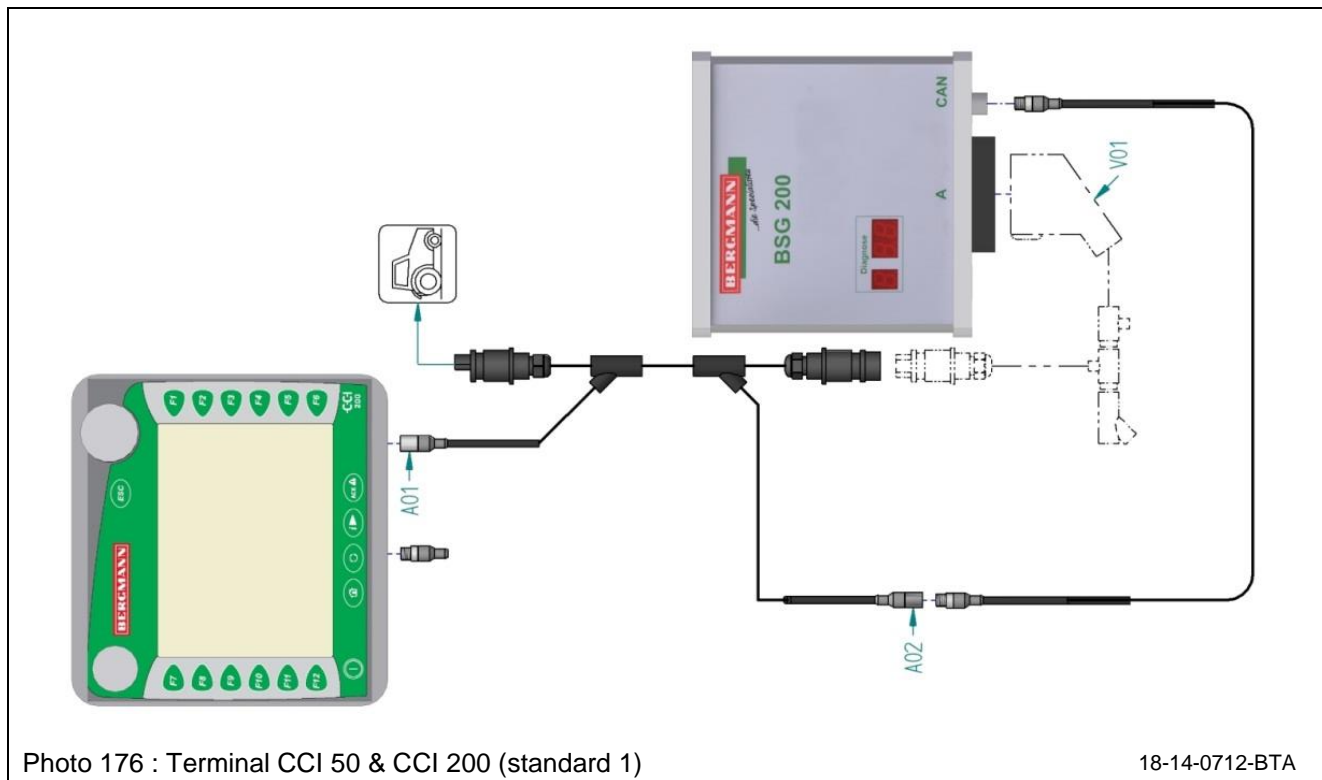 BERGMANN
die Spezialisten
BSG 200
Diagnose
8
88
CAN
A
V01
BERGMANN
ESC
F1
F2
F3
F4
F5
F6
CCI
200
ACK
i
F7
F8
F9
F10
F11
F12
A01
A02
Photo 176 : Terminal CCI 50 & CCI 200 (standard 1)
18-14-0712-BTA